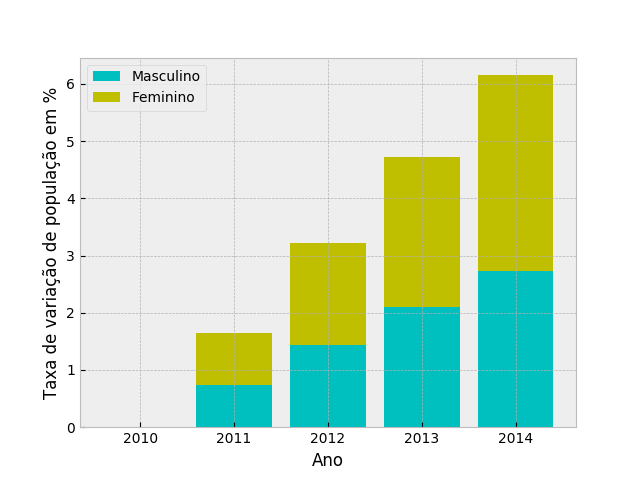 Masculino
Feminino
Taxa de variação de população em %
6
5
4
3
2
1
0
2010 2011 2012 2013 2014
Ano